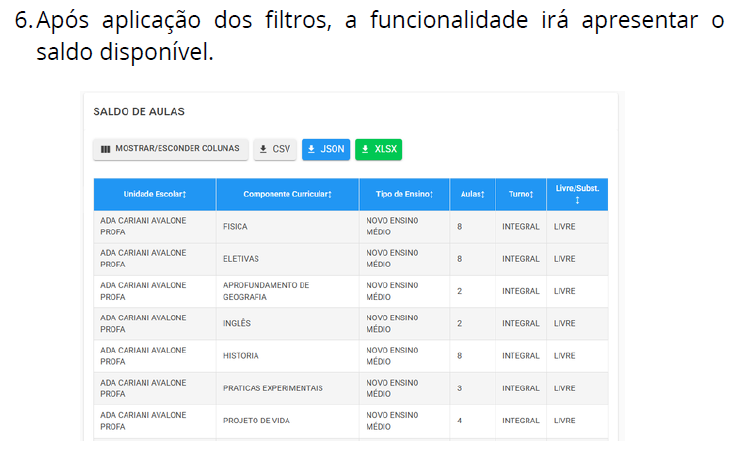 6. Após aplicação dos filtros, a funcionalidade irá apresentar o
saldo disponível.
SALDO DE AULAS
MOSTRAR/ESCONDER COLUNAS CSV JSON XLSX
Unidade Escolar↕ Componente Curricular↕ Tipo de Ensino↕ Aulas↕ Turno↕ Livre/Subst.
↕
ADA CARIANI AVALONE
PROFA
FISICA
NOVO ENSINO
MÉDIO
8
INTEGRAL
LIVRE
ADA CARIANI AVALONE
PROFA
ELETIVAS
NOVO ENSINO
MÉDIO
8
INTEGRAL
LIVRE
ADA CARIANI AVALONE
PROFA
APROFUNDAMENTO DE
GEOGRAFIA
NOVO ENSINO
MÉDIO
2
INTEGRAL
LIVRE
ADA CARIANI AVALONE
PROFA
INGLÊS
NOVO ENSINO
MÉDIO
2
INTEGRAL
LIVRE
ADA CARIANI AVALONE
PROFA
HISTORIA
NOVO ENSINO
MÉDIO
8
INTEGRAL
LIVRE
ADA CARIANI AVALONE
PROFA
PRATICAS EXPERIMENTAIS
NOVO ENSINO
MÉDIO
3
INTEGRAL
LIVRE
ADA CARIANI AVALONE
PROFA
PROJETO DE VIDA
NOVO ENSINO
MÉDIO
4
INTEGRAL
LIVRE